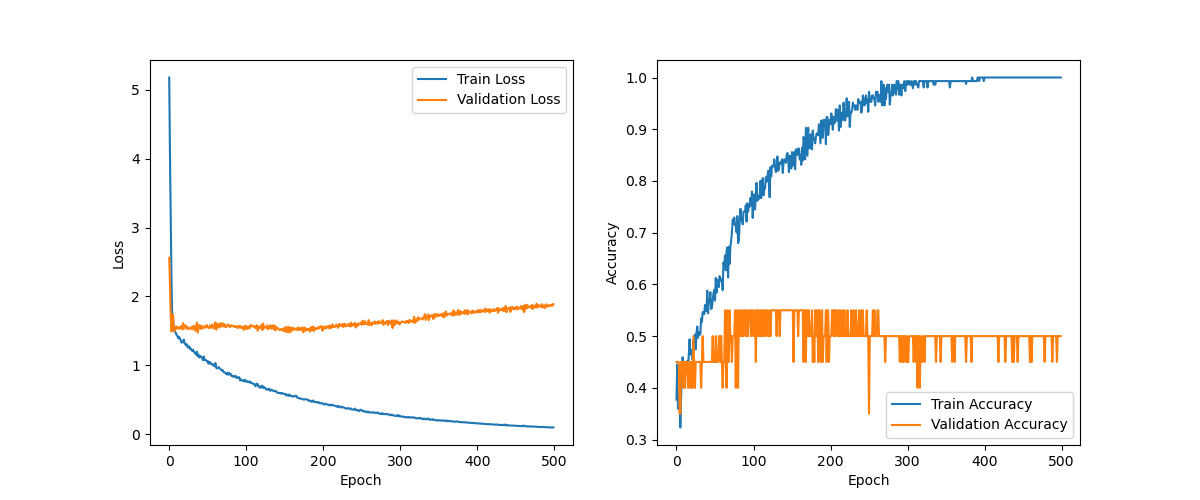 Train Loss
Validation Loss
5
4
3
2
1
0
Loss
0 100 200 300 400 500
Epoch
1.0
0.9
0.8
0.7
0.6
0.5
0.4
0.3
Accuracy
Train Accuracy
Validation Accuracy
0 100 200 300 400 500
Epoch